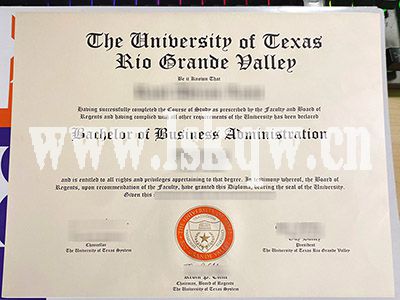 The University of Texas
Rio Grande Valley
Be it Known That
Having successfully completed the Course of Study as prescribed by the Faculty and Board of
Regents and having complied with all other requirements of the University has been declared
Bachelor of Business Administration
www.lskqw.cn
and is entitled to all rights and privileges appertaining to that degree. In testimony whereof, the Board of
Regents, upon recommendation of the Faculty, have granted this Diploma, bearing the seal of the University.
Given this
Chancellor
The University of Texas System
President
The University of Texas Rio Grande Valley
Chairman, Board of Regents
The University of Texas System